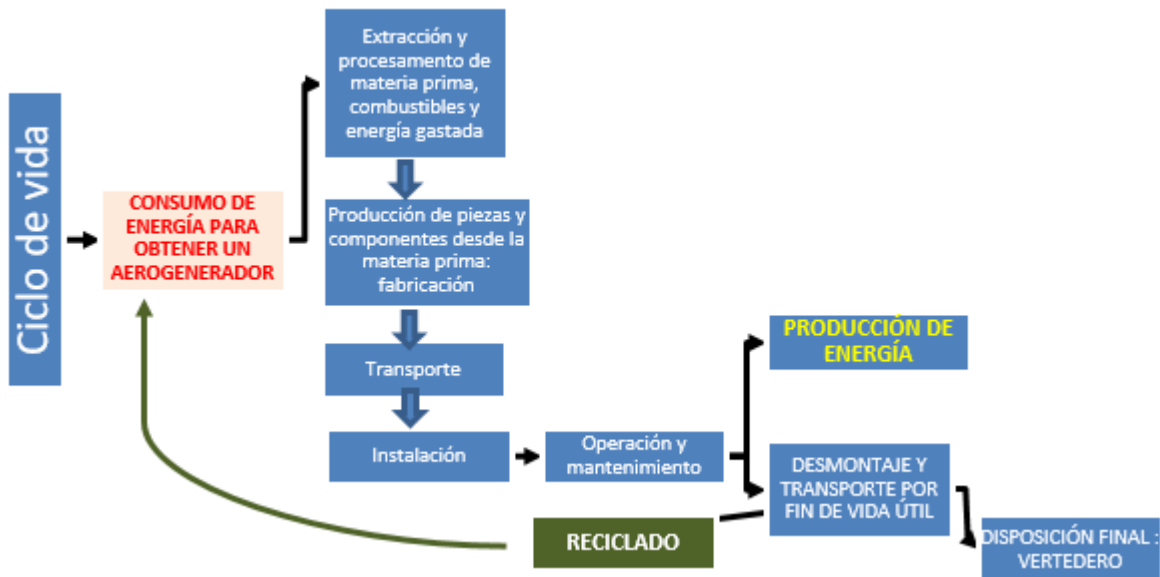 Ciclo de vida
CONSUMO DE
ENERGÍA PARA
OBTENER UN
AEROGENERADOR
Extracción y
procesamento de
materia prima,
combustibles y
energía gastada
Producción de piezas y
componentes desde la
materia prima:
fabricación
Transporte
Instalación
Operación y
mantenimiento
PRODUCCIÓN DE
ENERGÍA
DESMONTAJE Y
TRANSPORTE POR
FIN DE VIDA ÚTIL
RECICLADO
DISPOSICIÓN FINAL :
VERTEDERO